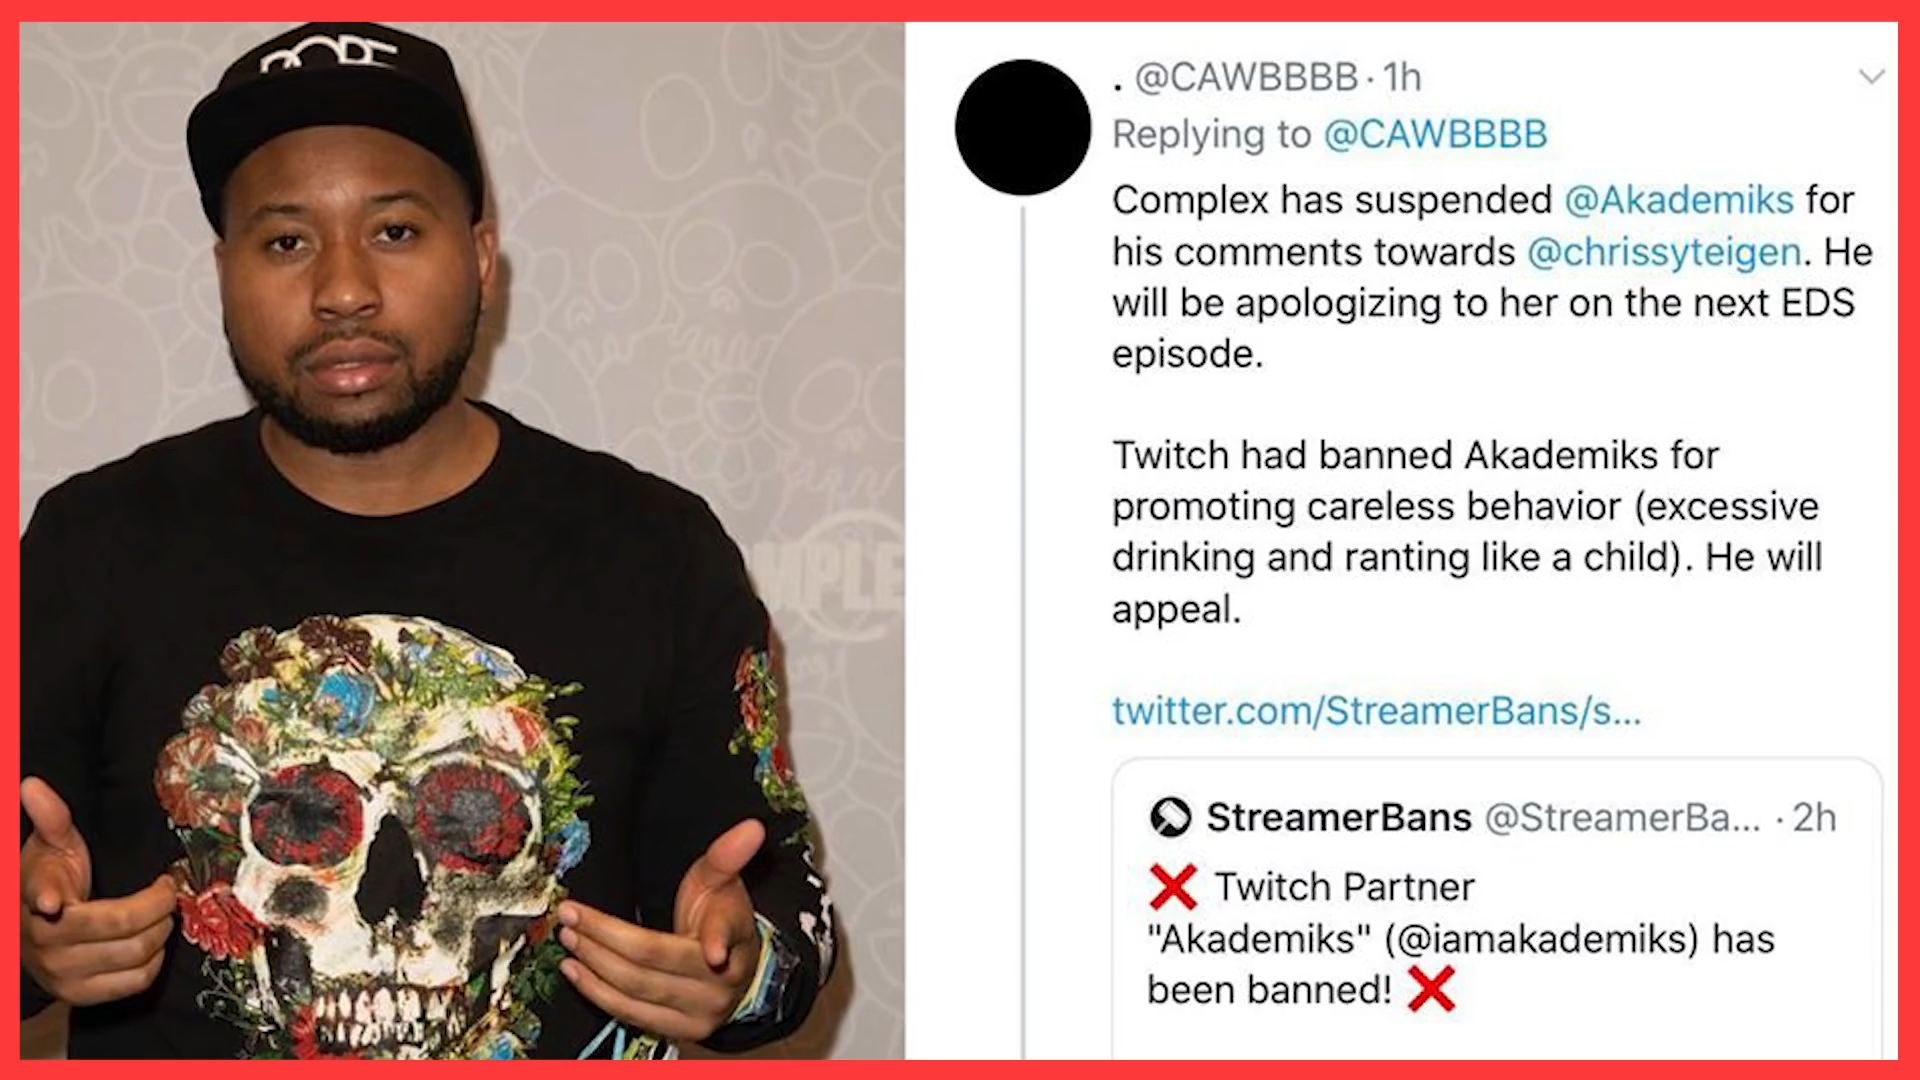 DOPE
MPLE
. @CAWBBBB · 1h
Replying to @CAWBBBB
Complex has suspended @Akademiks for
his comments towards @chrissyteigen. He
will be apologizing to her on the next EDS
episode.
Twitch had banned Akademiks for
promoting careless behavior (excessive
drinking and ranting like a child). He will
appeal.
twitter.com/StreamerBans/s...
StreamerBans @StreamerBa... · 2h
❌ Twitch Partner
"Akademiks" (@iamakademiks) has
been banned! ❌